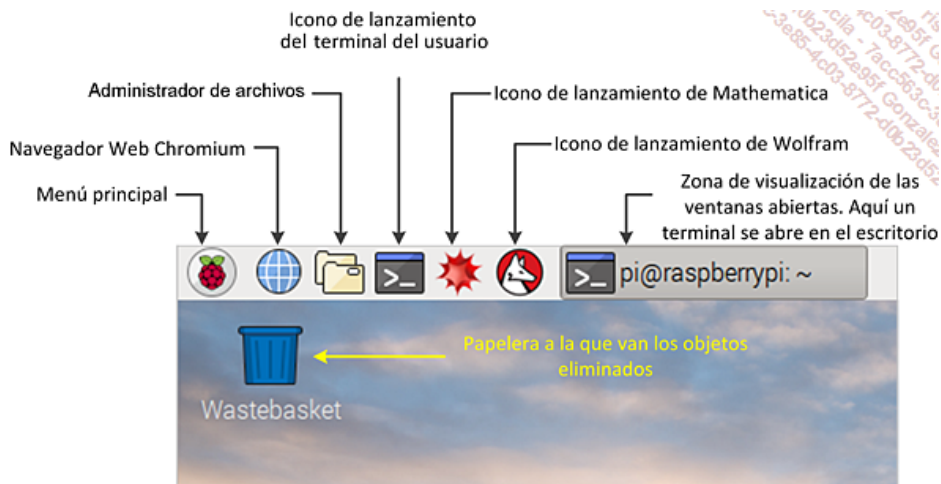 Icono de lanzamiento
del terminal del usuario
Administrador de archivos
Icono de lanzamiento de Mathematica
Navegador Web Chromium
Icono de lanzamiento de Wolfram
Menú principal
Zona de visualización de las
ventanas abiertas. Aquí un
terminal se abre en el escritorio
>_
>_ pi@raspberrypi: ~
Papelera a la que van los objetos
eliminados
Wastebasket